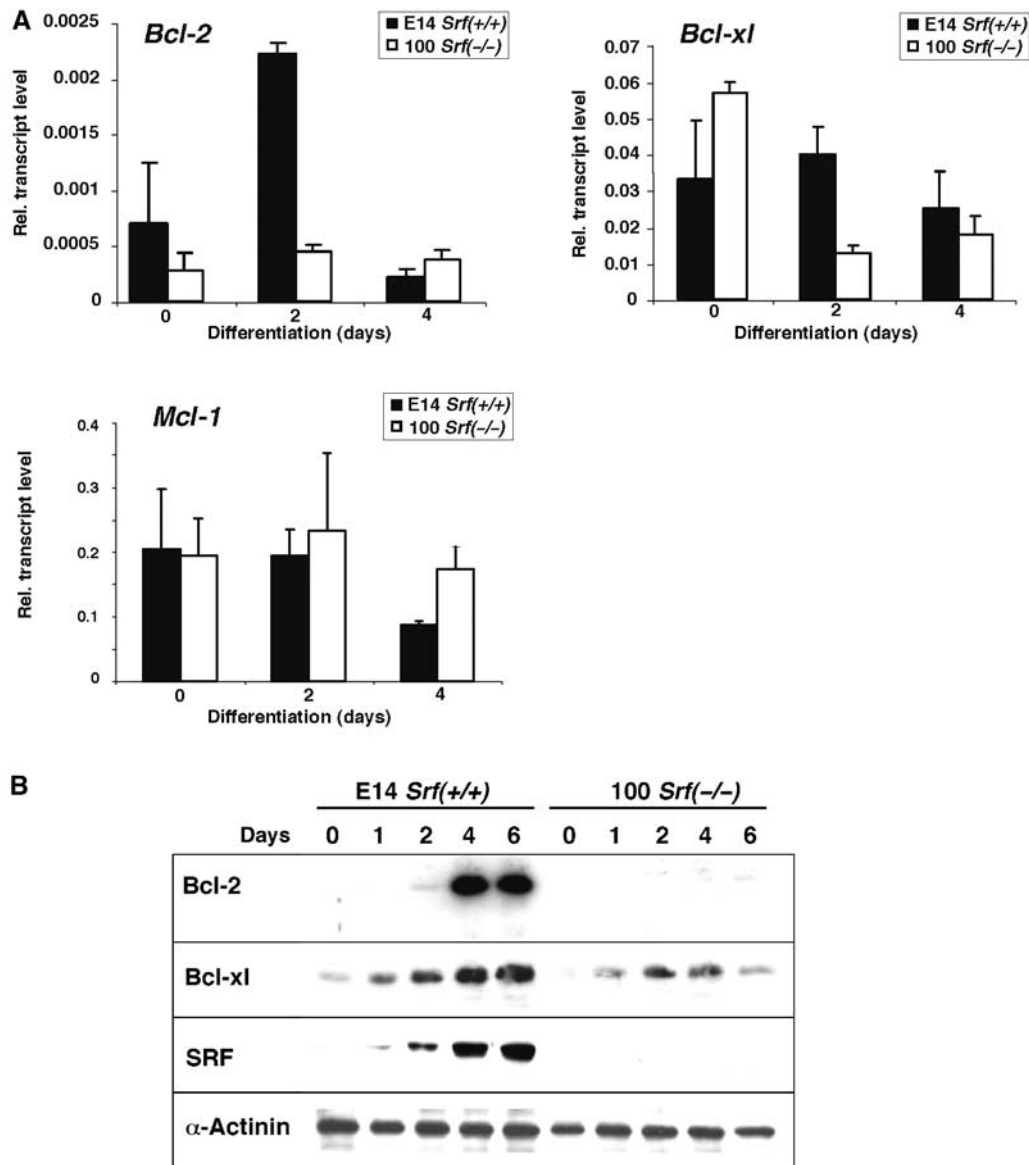 A
Bcl-2
E14 Srf(+/+)
100 Srf(−/−)
Rel. transcript level
0.0025
0.002
0.0015
0.001
0.0005
0
0 2 4
Differentiation (days)
Bcl-xl
E14 Srf(+/+)
100 Srf(−/−)
Rel. transcript level
0.07
0.06
0.05
0.04
0.03
0.02
0.01
0
0 2 4
Differentiation (days)
Mcl-1
E14 Srf(+/+)
100 Srf(−/−)
Rel. transcript level
0.4
0.3
0.2
0.1
0
0 2 4
Differentiation (days)
B
E14 Srf(+/+) 100 Srf(−/−)
Days 0 1 2 4 6 0 1 2 4 6
Bcl-2
Bcl-xl
SRF
α-Actinin